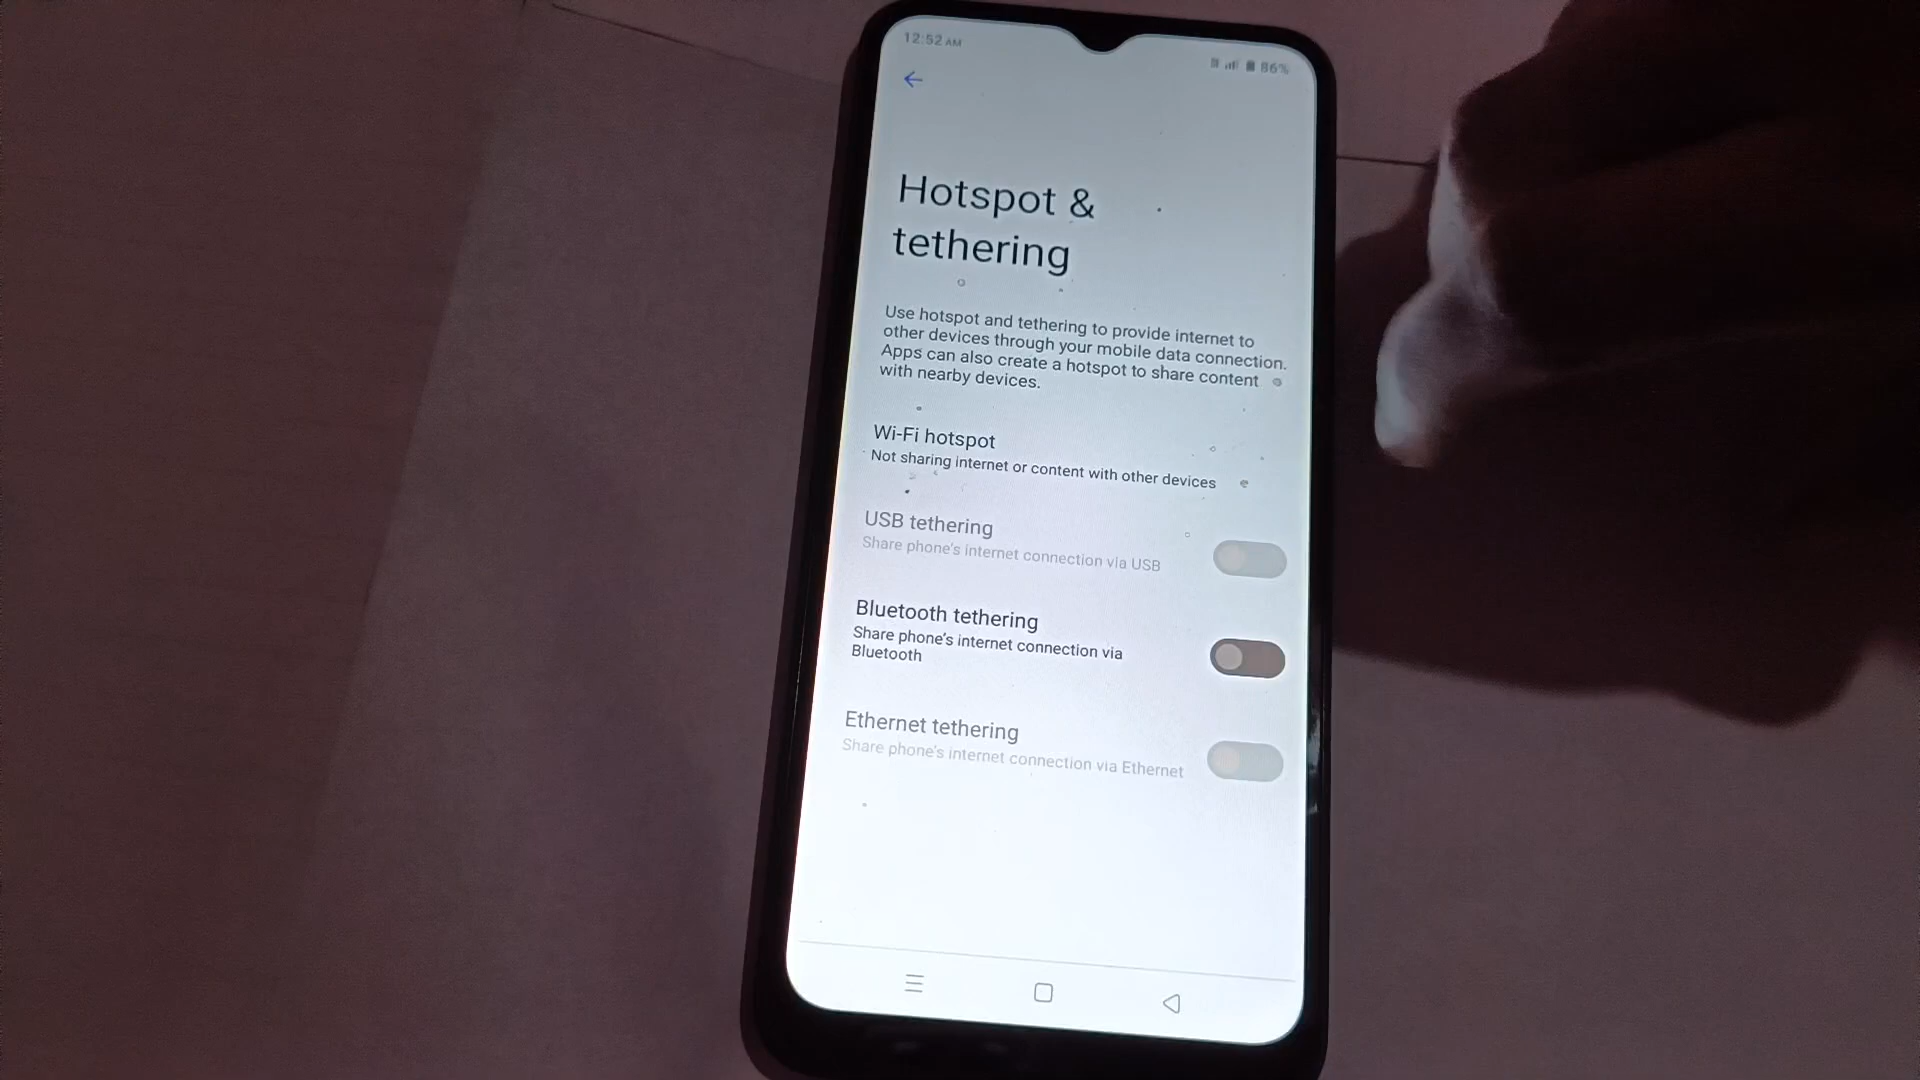 12:52 AM
86%
Hotspot &
tethering
Use hotspot and tethering to provide internet to
other devices through your mobile data connection.
Apps can also create a hotspot to share content
with nearby devices.
Wi-Fi hotspot
Not sharing internet or content with other devices
USB tethering
Share phone's internet connection via USB
Bluetooth tethering
Share phone's internet connection via
Bluetooth
Ethernet tethering
Share phone's internet connection via Ethernet